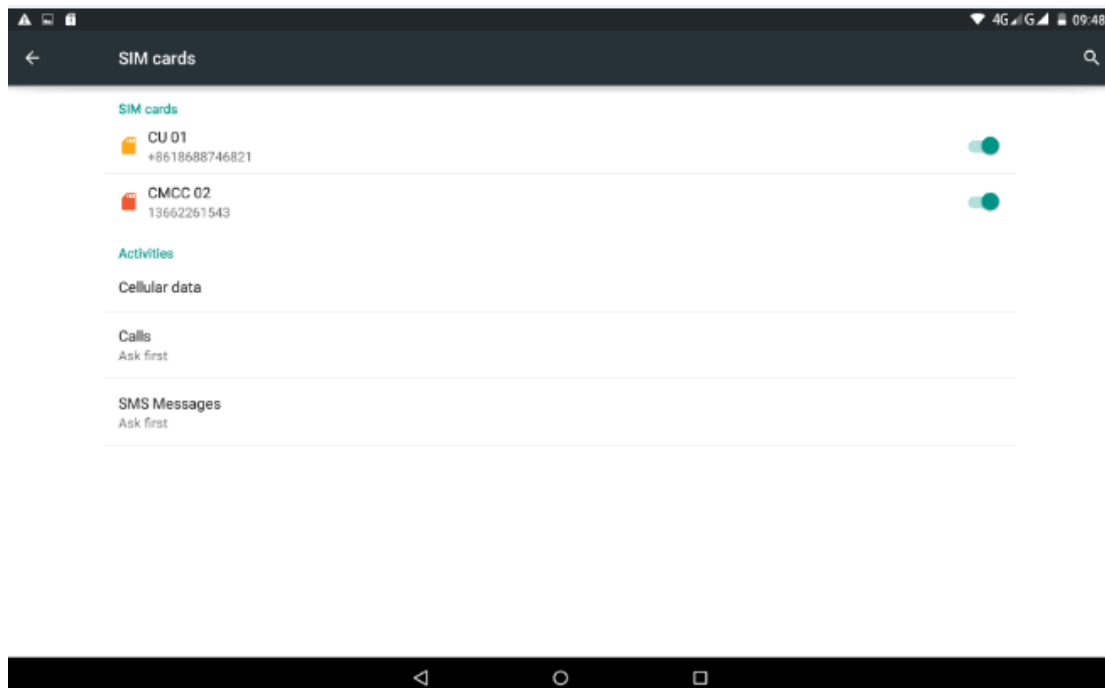 4G G 09:48
SIM cards
SIM cards
CU 01
+8618688746821
CMCC 02
13662261543
Activities
Cellular data
Calls
Ask first
SMS Messages
Ask first